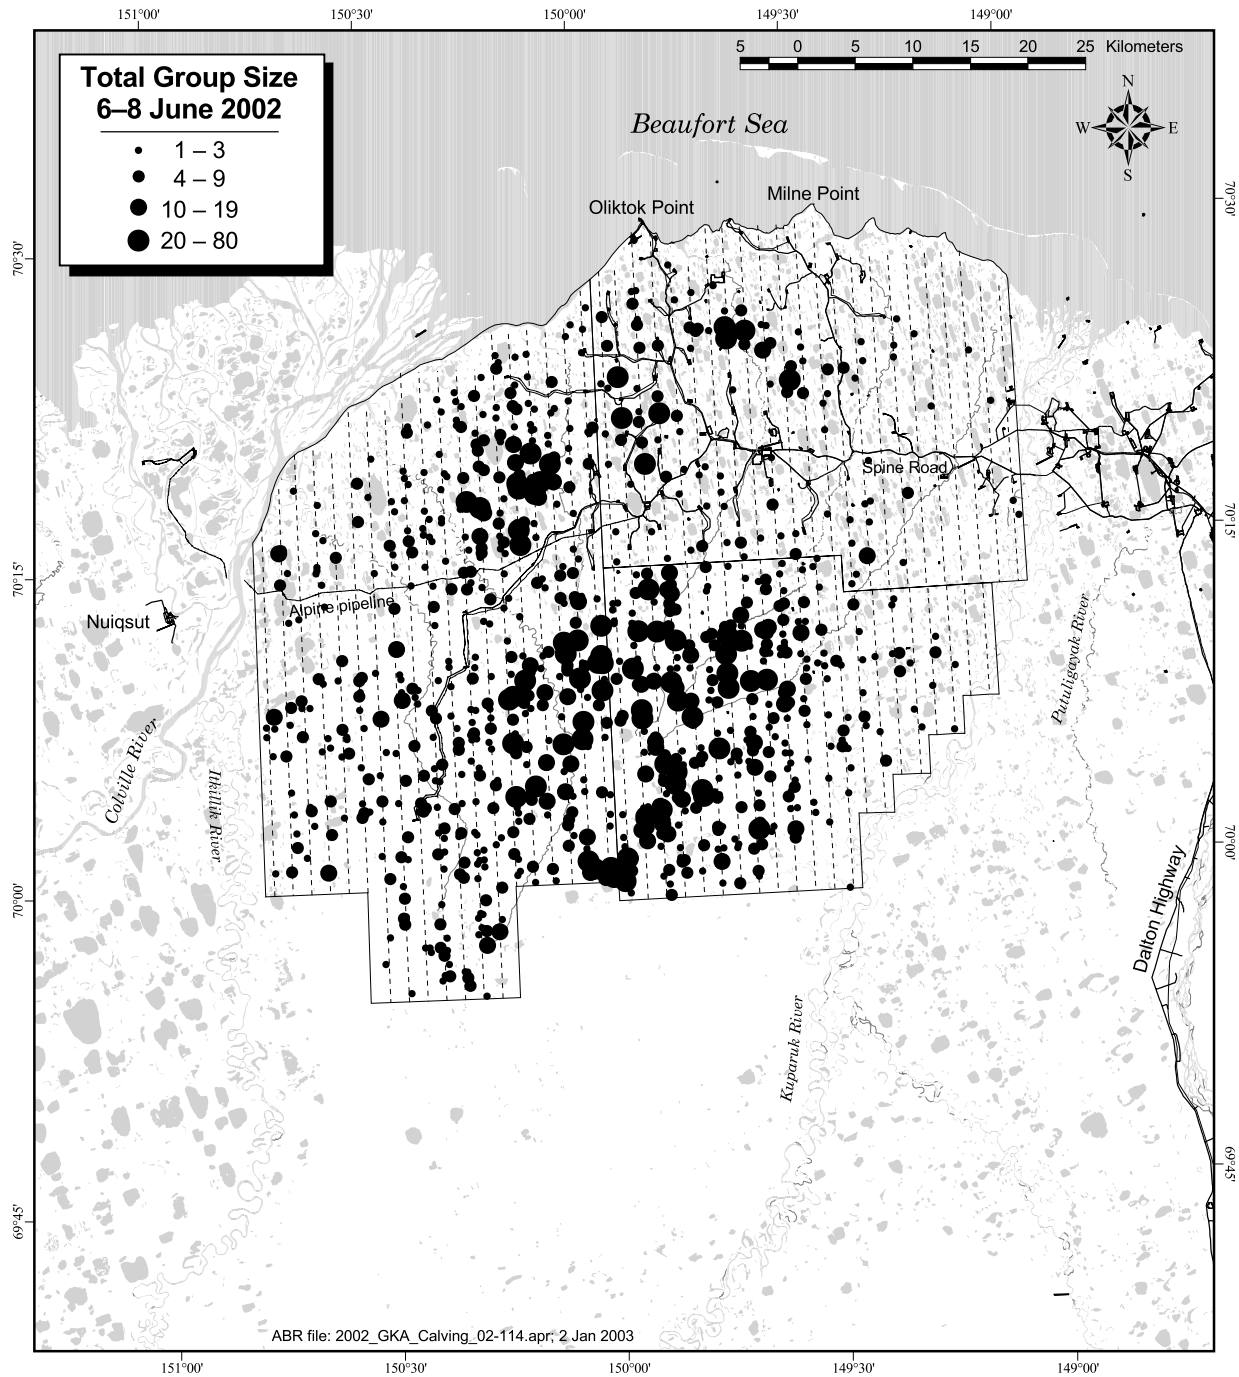 151°00'
150°30'
150°00'
149°30'
149°00'
Total Group Size
6–8 June 2002
1 – 3
4 – 9
10 – 19
20 – 80
5 0 5 10 15 20 25 Kilometers
N
W E
S
Beaufort Sea
Milne Point
Oliktok Point
70°30'
70°30'
Spine Road
70°15'
70°15'
Alpine pipeline
Nuiqsut
Putuligayak River
Colville River
Itkillik River
70°00'
70°00'
Dalton Highway
Kuparuk River
69°45'
69°45'
ABR file: 2002_GKA_Calving_02-114.apr; 2 Jan 2003
151°00'
150°30'
150°00'
149°30'
149°00'